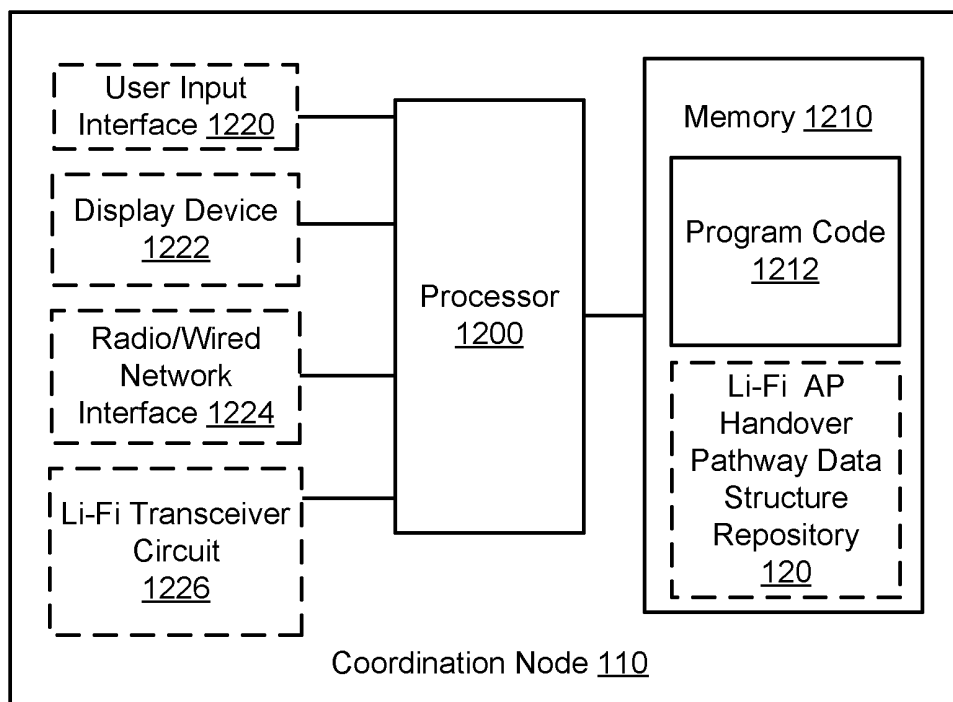 User Input
Interface 1220
Display Device
1222
Radio/Wired
Network
Interface 1224
Li-Fi Transceiver
Circuit
1226
Processor
1200
Memory 1210
Program Code
1212
Li-Fi AP
Handover
Pathway Data
Structure
Repository
120
Coordination Node 110